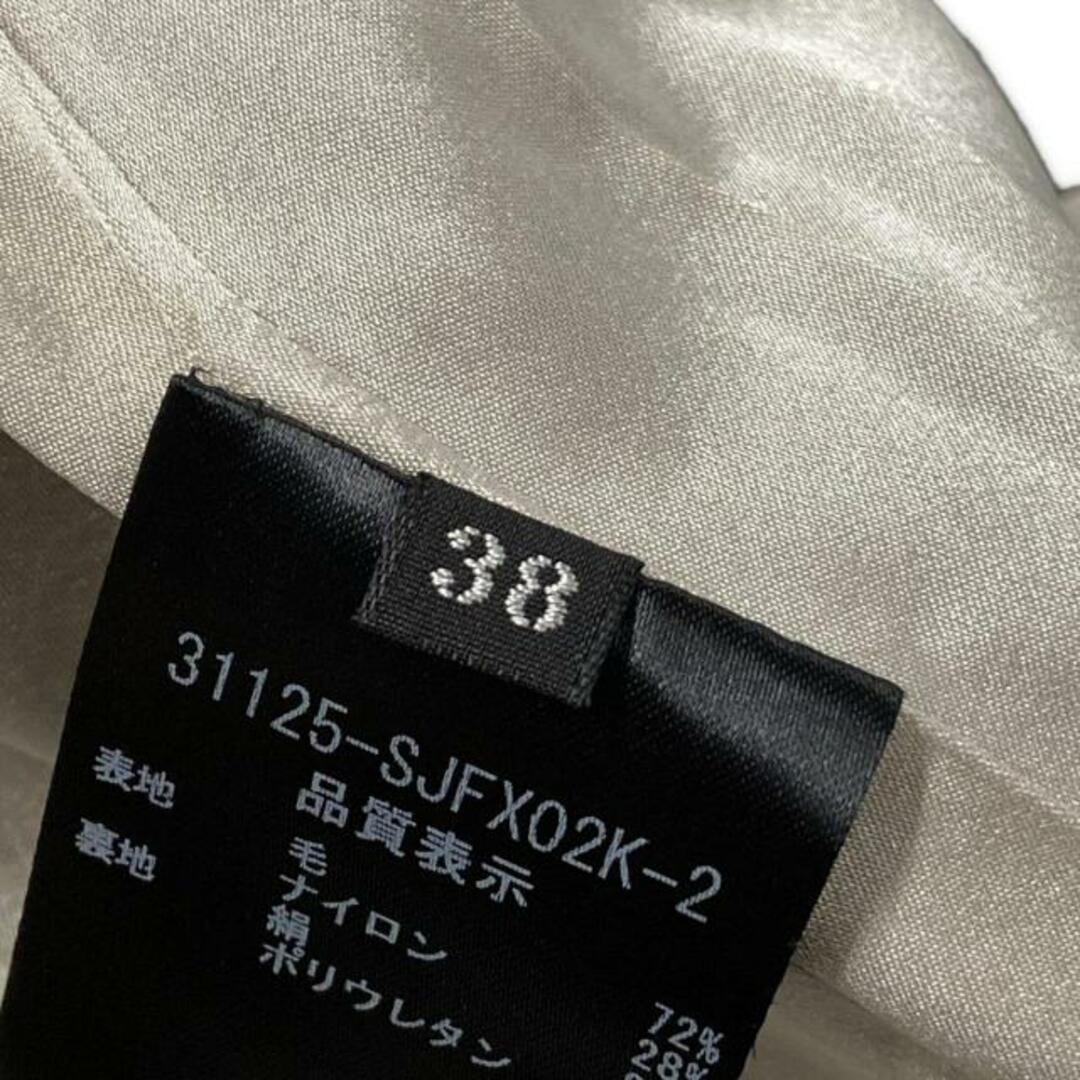 38
31125-SJFX02K-2
品質表示
表地 毛 72%
ナイロン 28%
裏地 絹
ポリウレタン